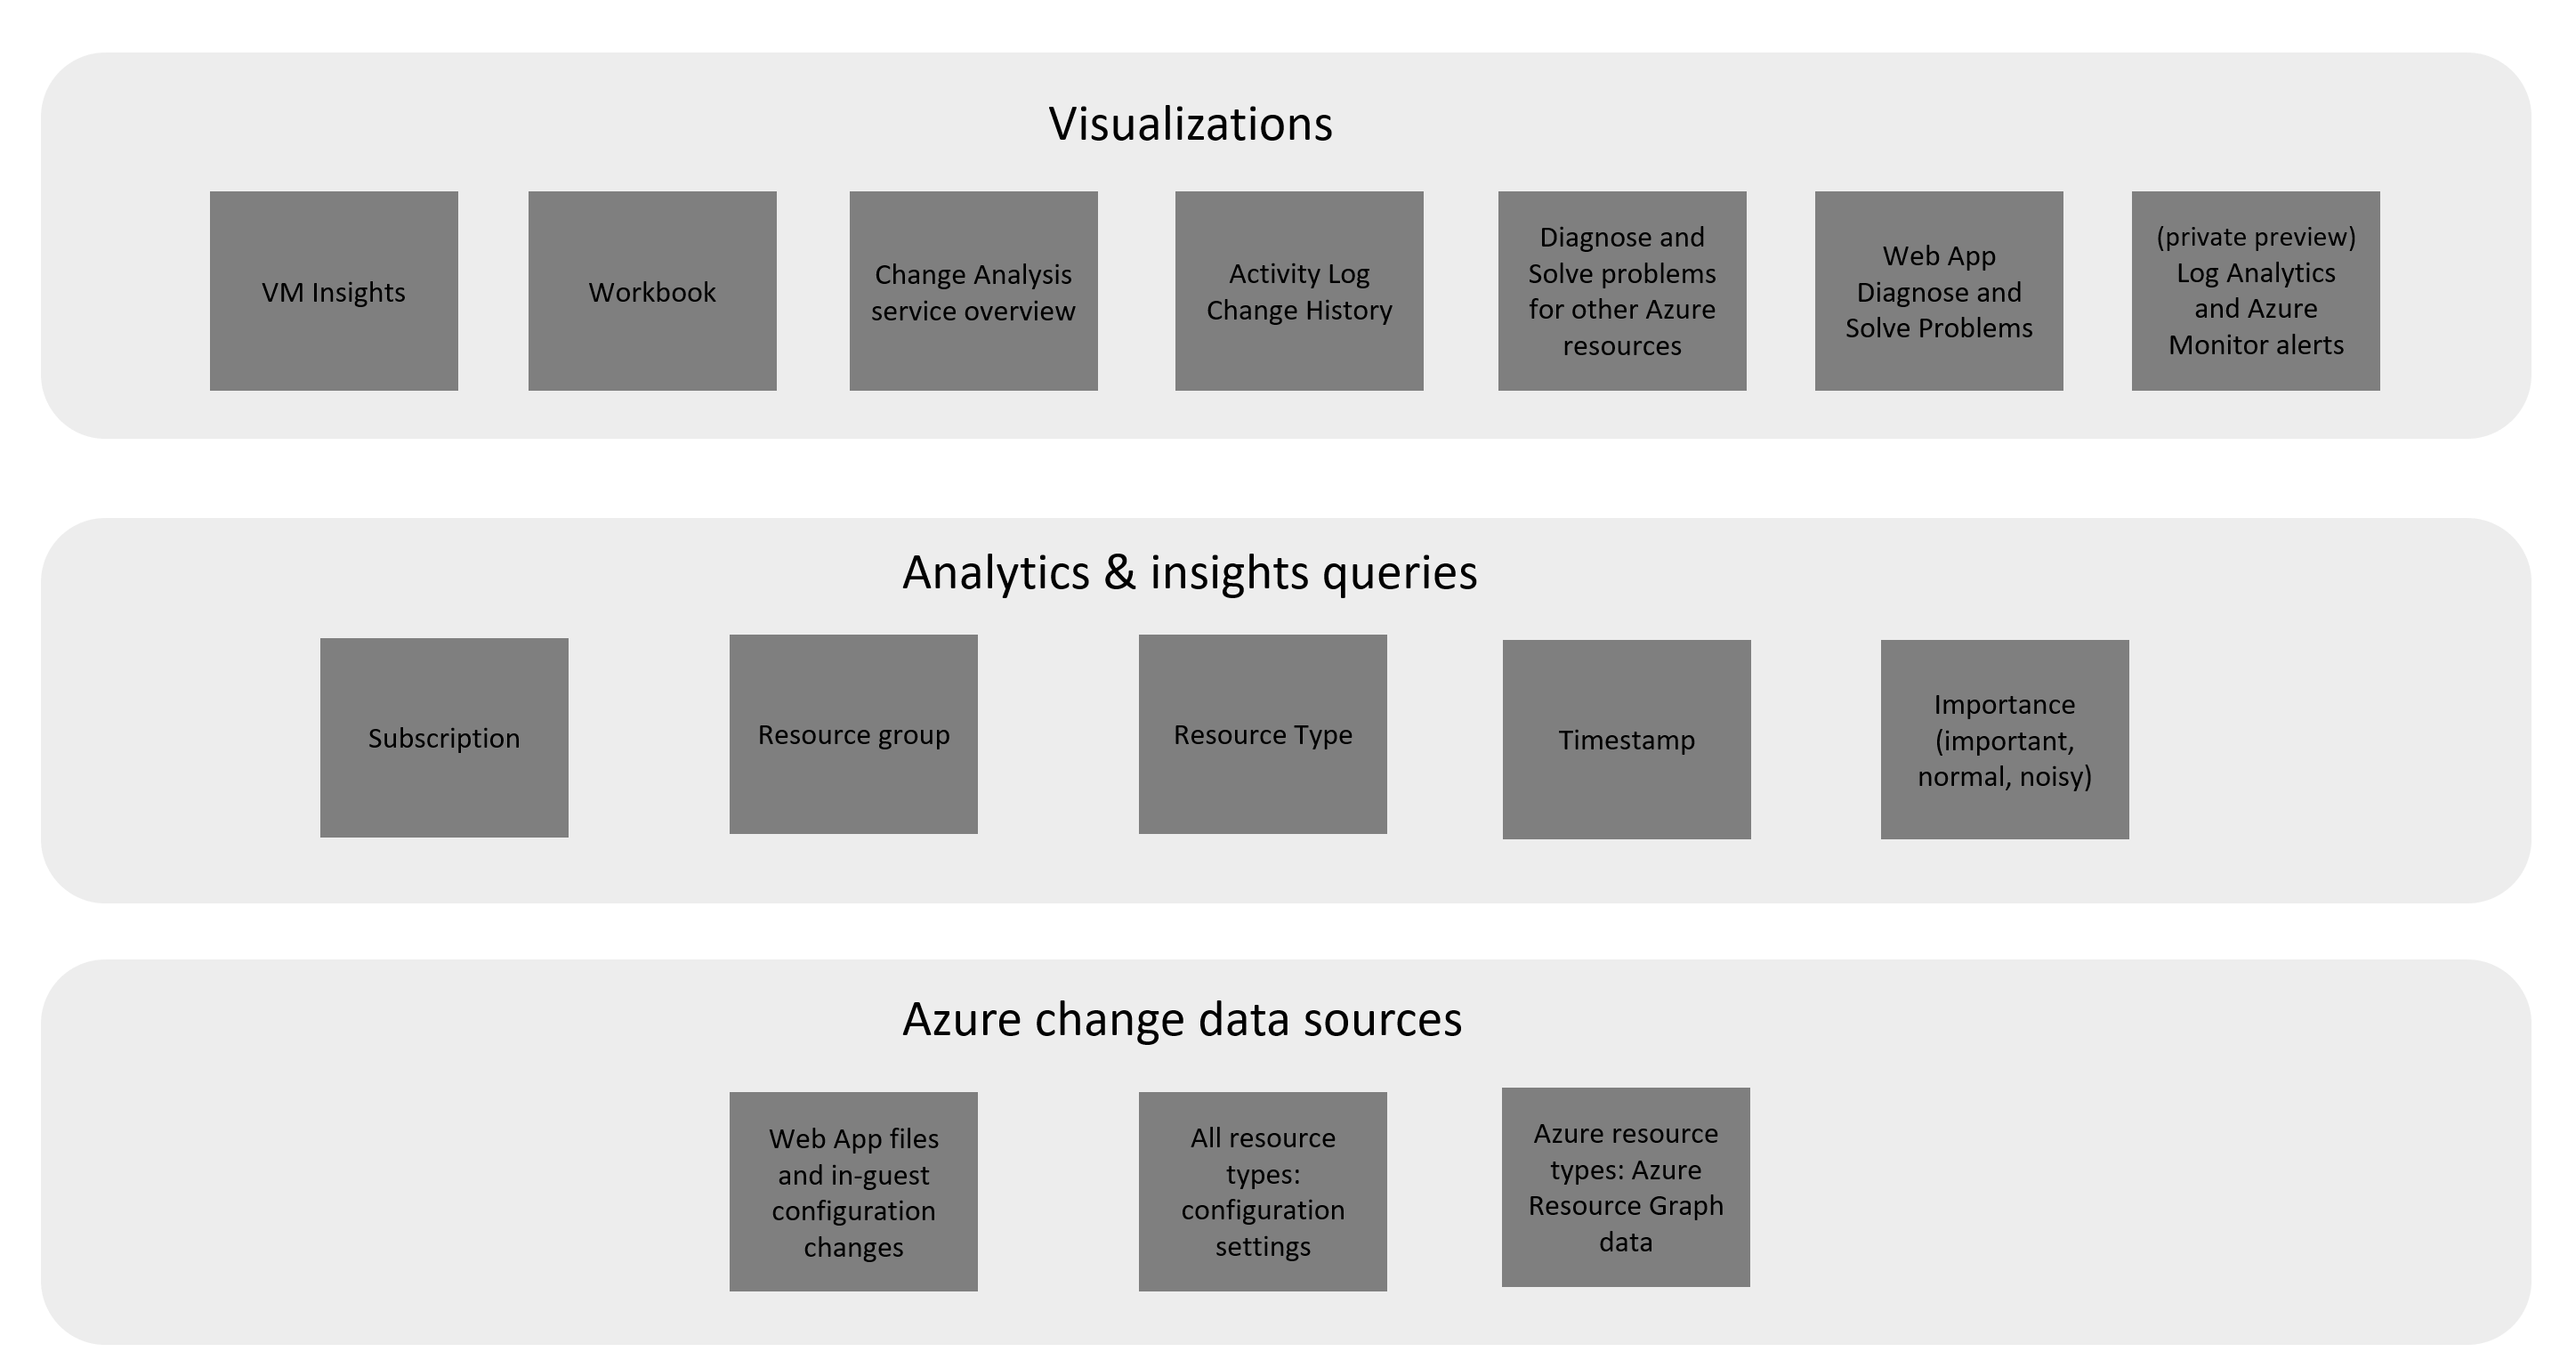 Visualizations
VM Insights
Workbook
Change Analysis
service overview
Activity Log
Change History
Diagnose and
Solve problems
for other Azure
resources
Web App
Diagnose and
Solve Problems
(private preview)
Log Analytics
and Azure
Monitor alerts
Analytics & insights queries
Subscription
Resource group
Resource Type
Timestamp
Importance
(important,
normal, noisy)
Azure change data sources
Web App files
and in-guest
configuration
changes
All resource
types:
configuration
settings
Azure resource
types: Azure
Resource Graph
data